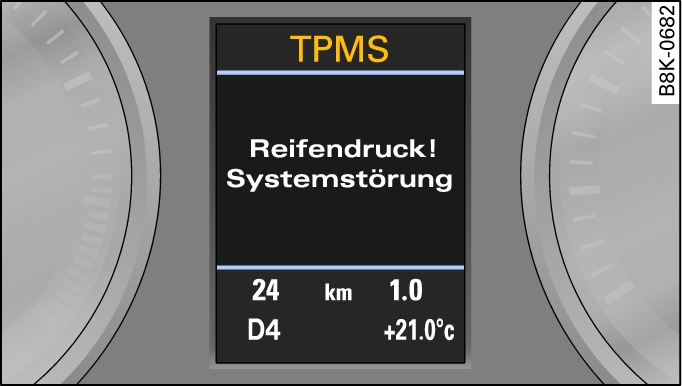 TPMS
Reifendruck!
Systemstörung
24 km 1.0
D4 +21.0°c
B8K-0682